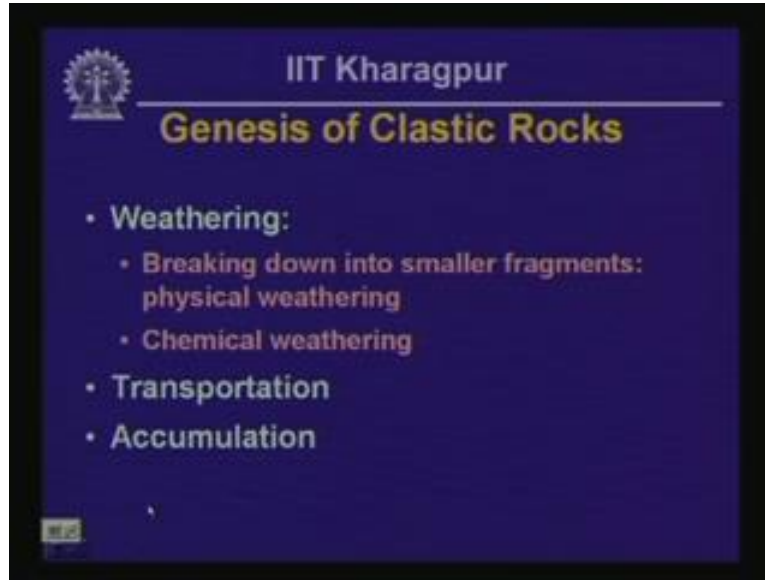 IIT Kharagpur
Genesis of Clastic Rocks
• Weathering:
• Breaking down into smaller fragments:
physical weathering
• Chemical weathering
• Transportation
• Accumulation